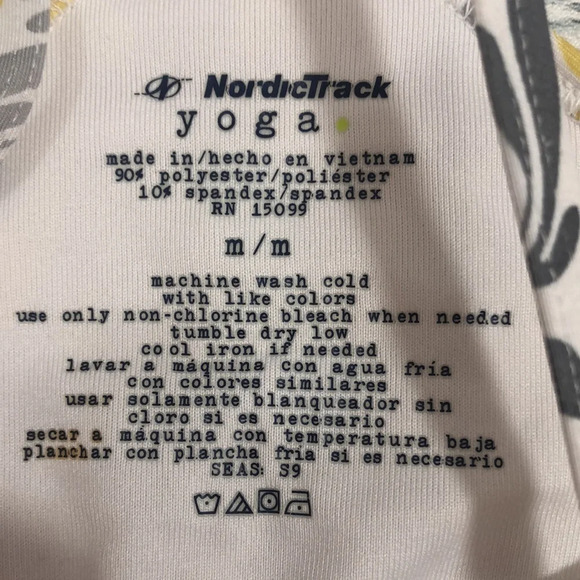 NordicTrack
yoga.
made in/hecho en vietnam
90% polyester/poliéster
10% spandex/spandex
RN 15099
m/m
machine wash cold
with like colors
use only non-chlorine bleach when needed
tumble dry low
cool iron if needed
lavar a máquina con agua fría
con colores similares
usar solamente blanqueador sin
cloro si es necesario
secar a máquina con temperatura baja
planchar con plancha fria si es necesario
SEAS: S9